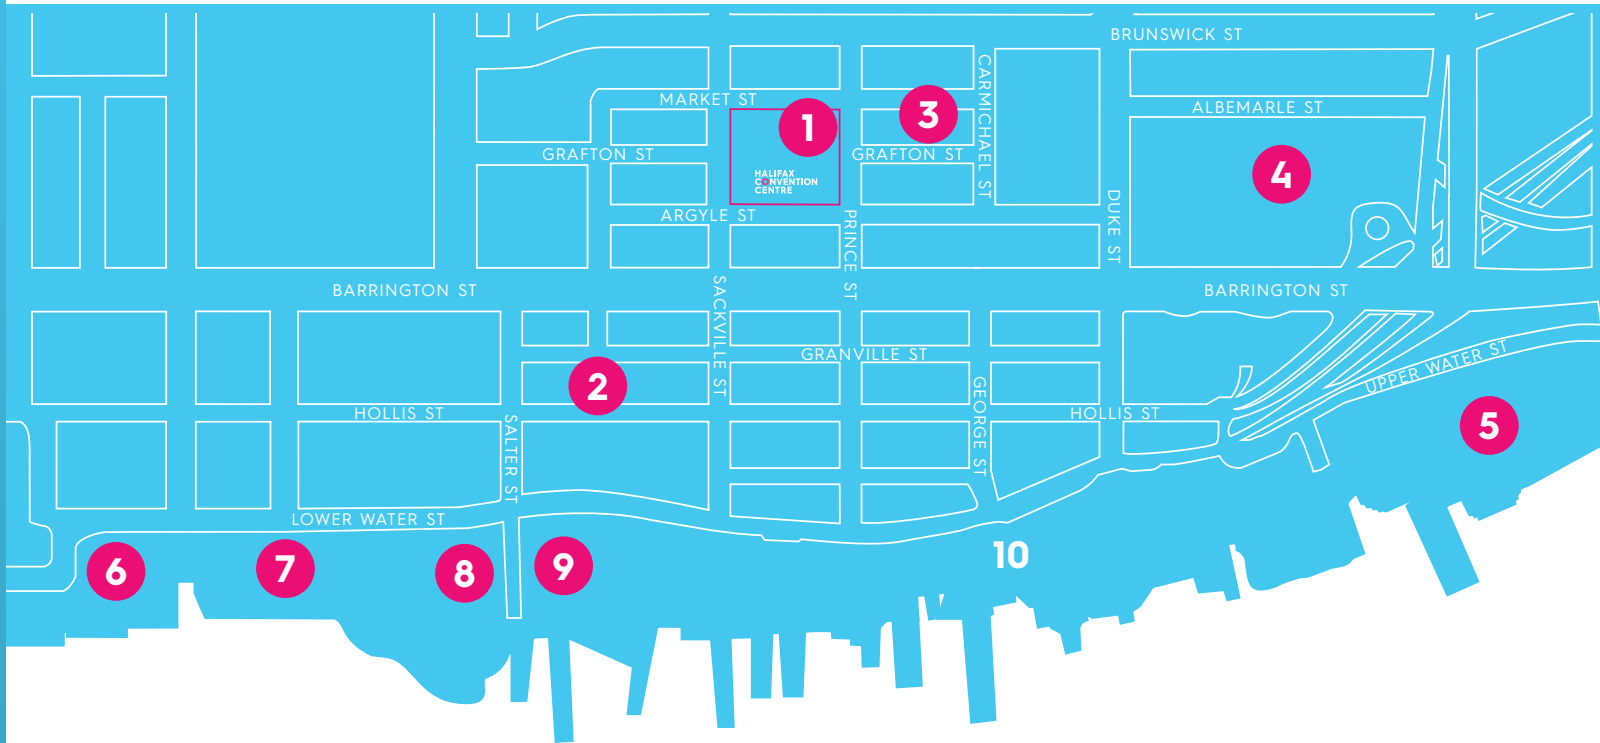 BRUNSWICK ST
CARMICHAEL ST
MARKET ST
ALBEMARLE ST
1
3
GRAFTON ST
GRAFTON ST
4
HALIFAX
CONVENTION
CENTRE
DUKE ST
ARGYLE ST
PRINCE ST
BARRINGTON ST
BARRINGTON ST
SACKVILLE ST
GRANVILLE ST
UPPER WATER ST
2
GEORGE ST
HOLLIS ST
HOLLIS ST
5
SALTER ST
LOWER WATER ST
10
6
7
8
9